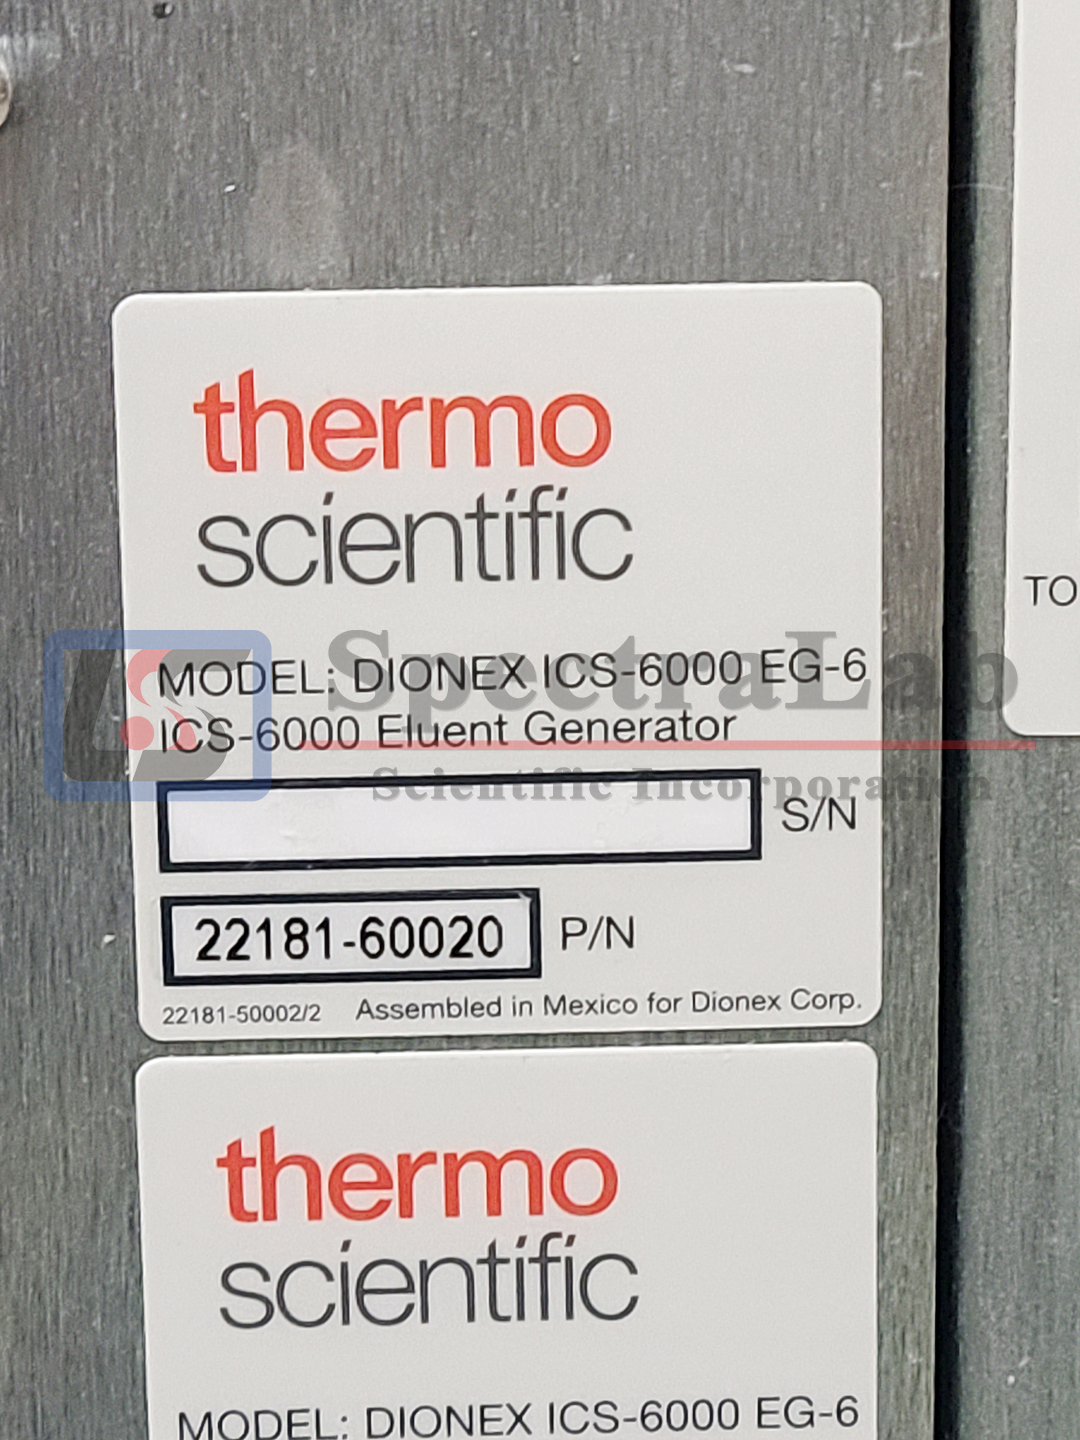 thermo
scientific
MODEL: DIONEX ICS-6000 EG-6
ICS-6000 Eluent Generator
S/N
22181-60020 P/N
22181-50002/2 Assembled in Mexico for Dionex Corp.
SpectraLab
Scientific Incorporation
TO
thermo
scientific
MODEL: DIONEX ICS-6000 EG-6